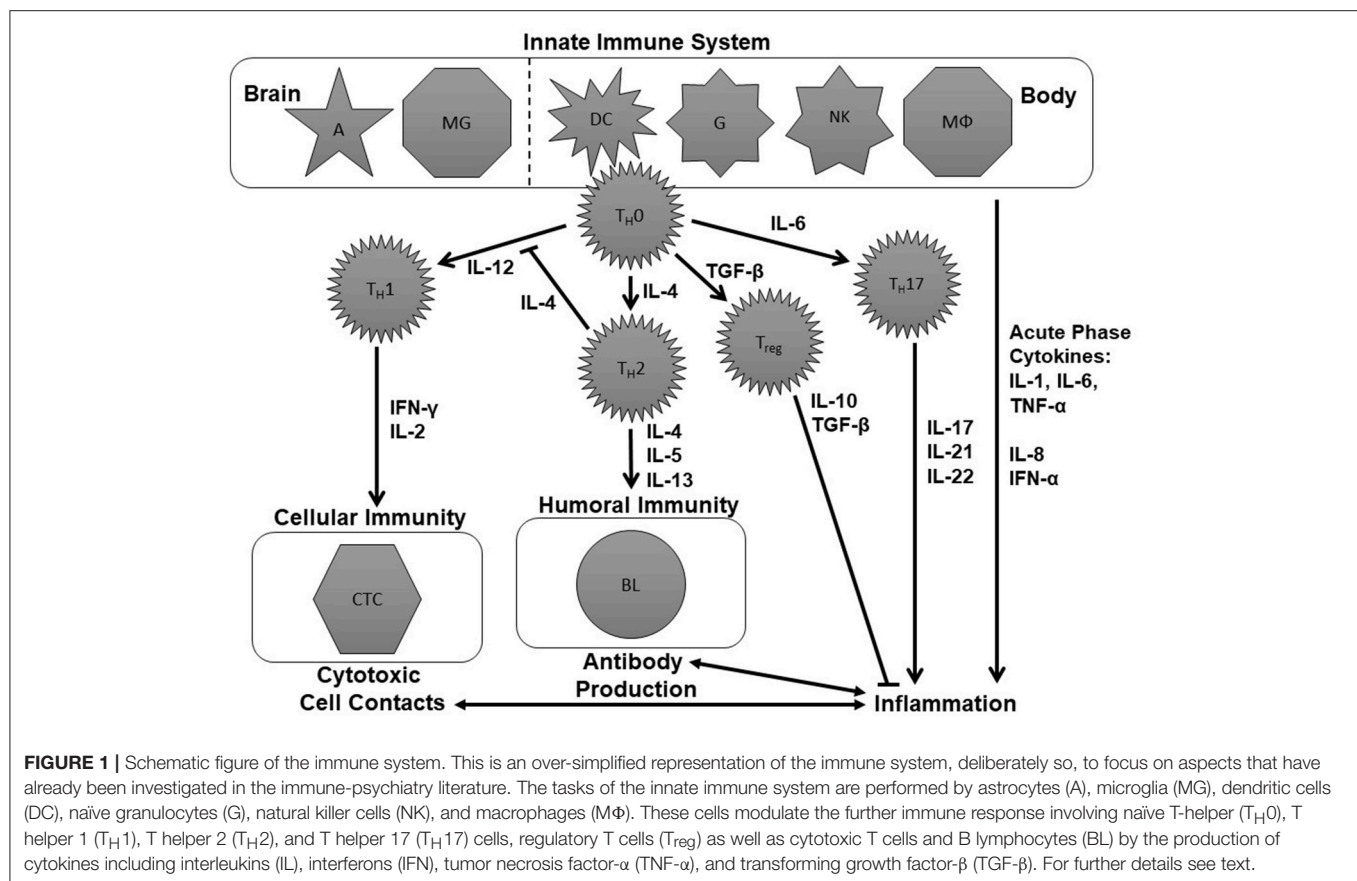 Innate Immune System
Brain
Body
A
MG
DC
G
NK
MΦ
TH0
IL-6
IL-12
TGF-β
TH1
IL-4
IL-4
TH17
TH2
Treg
Acute Phase
Cytokines:
IL-1, IL-6,
TNF-α
IFN-γ
IL-2
IL-4
IL-5
IL-13
IL-10
TGF-β
IL-17
IL-21
IL-22
IL-8
IFN-α
Cellular Immunity
Humoral Immunity
CTC
BL
Cytotoxic
Cell Contacts
Antibody
Production
Inflammation
FIGURE 1 | Schematic figure of the immune system. This is an over-simplified representation of the immune system, deliberately so, to focus on aspects that have
already been investigated in the immune-psychiatry literature. The tasks of the innate immune system are performed by astrocytes (A), microglia (MG), dendritic cells
(DC), naïve granulocytes (G), natural killer cells (NK), and macrophages (MΦ). These cells modulate the further immune response involving naïve T-helper (TH0), T
helper 1 (TH1), T helper 2 (TH2), and T helper 17 (TH17) cells, regulatory T cells (Treg) as well as cytotoxic T cells and B lymphocytes (BL) by the production of
cytokines including interleukins (IL), interferons (IFN), tumor necrosis factor-α (TNF-α), and transforming growth factor-β (TGF-β). For further details see text.